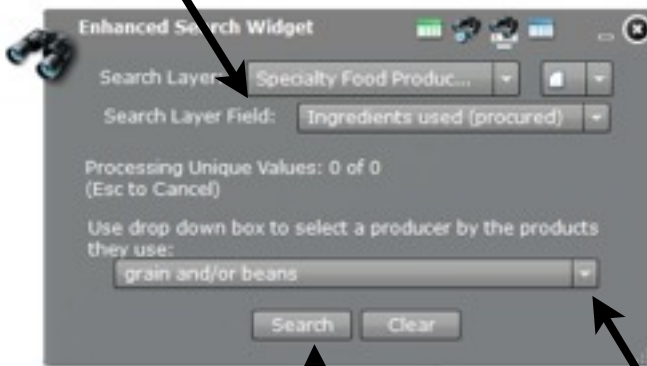 Enhanced Search Widget
Search Layer: Specialty Food Produc...
Search Layer Field: Ingredients used (procured)
Processing Unique Values: 0 of 0
(Esc to Cancel)
Use drop down box to select a producer by the products
they use:
grain and/or beans
Search Clear